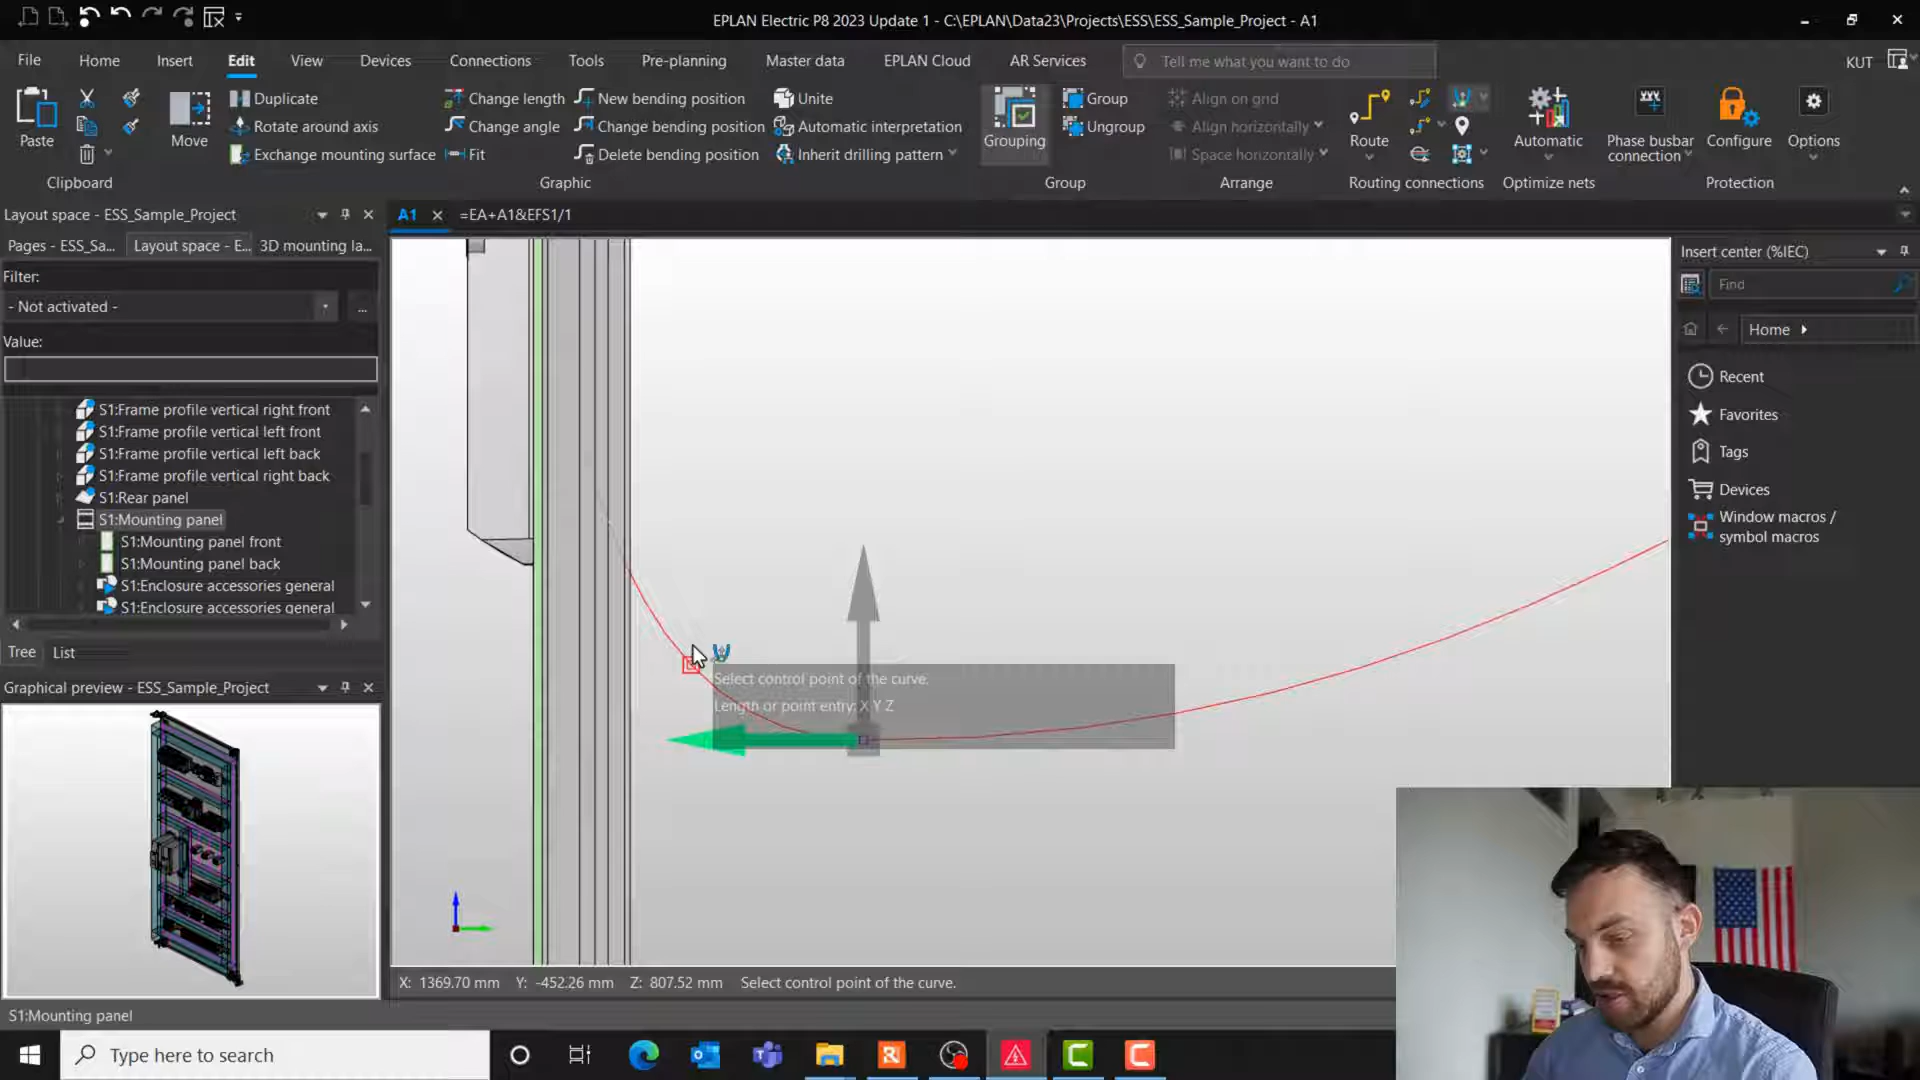 EPLAN Electric P8 2023 Update 1 - C:\EPLAN\Data23\Projects\ESS\ESS_Sample_Project - A1
File Home Insert Edit View Devices Connections Tools Pre-planning Master data EPLAN Cloud AR Services Tell me what you want to do KUT
Paste
Clipboard
Move
Duplicate
Rotate around axis
Exchange mounting surface
Change length
Change angle
Fit
New bending position
Change bending position
Delete bending position
Graphic
Unite
Automatic interpretation
Inherit drilling pattern
Grouping
Group
Ungroup
Group
Align on grid
Align horizontally
Space horizontally
Arrange
Route
Routing connections
Automatic
Optimize nets
Phase busbar
connection
Configure
Protection
Options
Layout space - ESS_Sample_Project
Pages - ESS_Sa... Layout space - E... 3D mounting la...
Filter:
- Not activated -
...
Value:
S1:Frame profile vertical right front
S1:Frame profile vertical left front
S1:Frame profile vertical left back
S1:Frame profile vertical right back
S1:Rear panel
S1:Mounting panel
S1:Mounting panel front
S1:Mounting panel back
S1:Enclosure accessories general
S1:Enclosure accessories general
Tree List
Graphical preview - ESS_Sample_Project
A1
=EA+A1&EFS1/1
Select control point of the curve.
Length or point entry: X Y Z
X: 1369.70 mm Y: -452.26 mm Z: 807.52 mm Select control point of the curve.
Insert center (%IEC)
Find
Home
Recent
Favorites
Tags
Devices
Window macros /
symbol macros
S1:Mounting panel
Type here to search